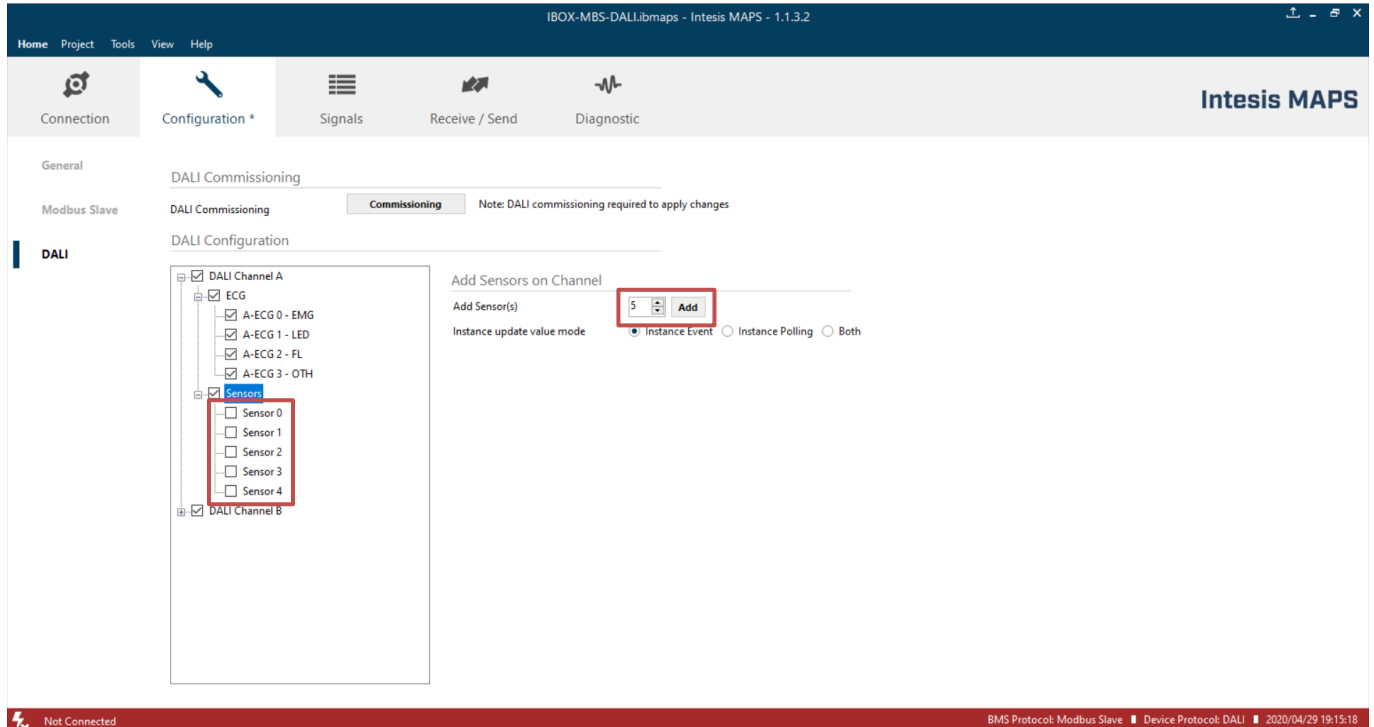 IBOX-MBS-DALI.ibmaps - Intesis MAPS - 1.1.3.2
Home Project Tools View Help
Connection Configuration * Signals Receive / Send Diagnostic
Intesis MAPS
General
Modbus Slave
DALI
DALI Commissioning
DALI Commissioning Commissioning Note: DALI commissioning required to apply changes
DALI Configuration
DALI Channel A
ECG
A-ECG 0 - EMG
A-ECG 1 - LED
A-ECG 2 - FL
A-ECG 3 - OTH
Sensors
Sensor 0
Sensor 1
Sensor 2
Sensor 3
Sensor 4
DALI Channel B
Add Sensors on Channel
Add Sensor(s) 5 Add
Instance update value mode Instance Event Instance Polling Both
Not Connected
BMS Protocol: Modbus Slave Device Protocol: DALI 2020/04/29 19:15:18